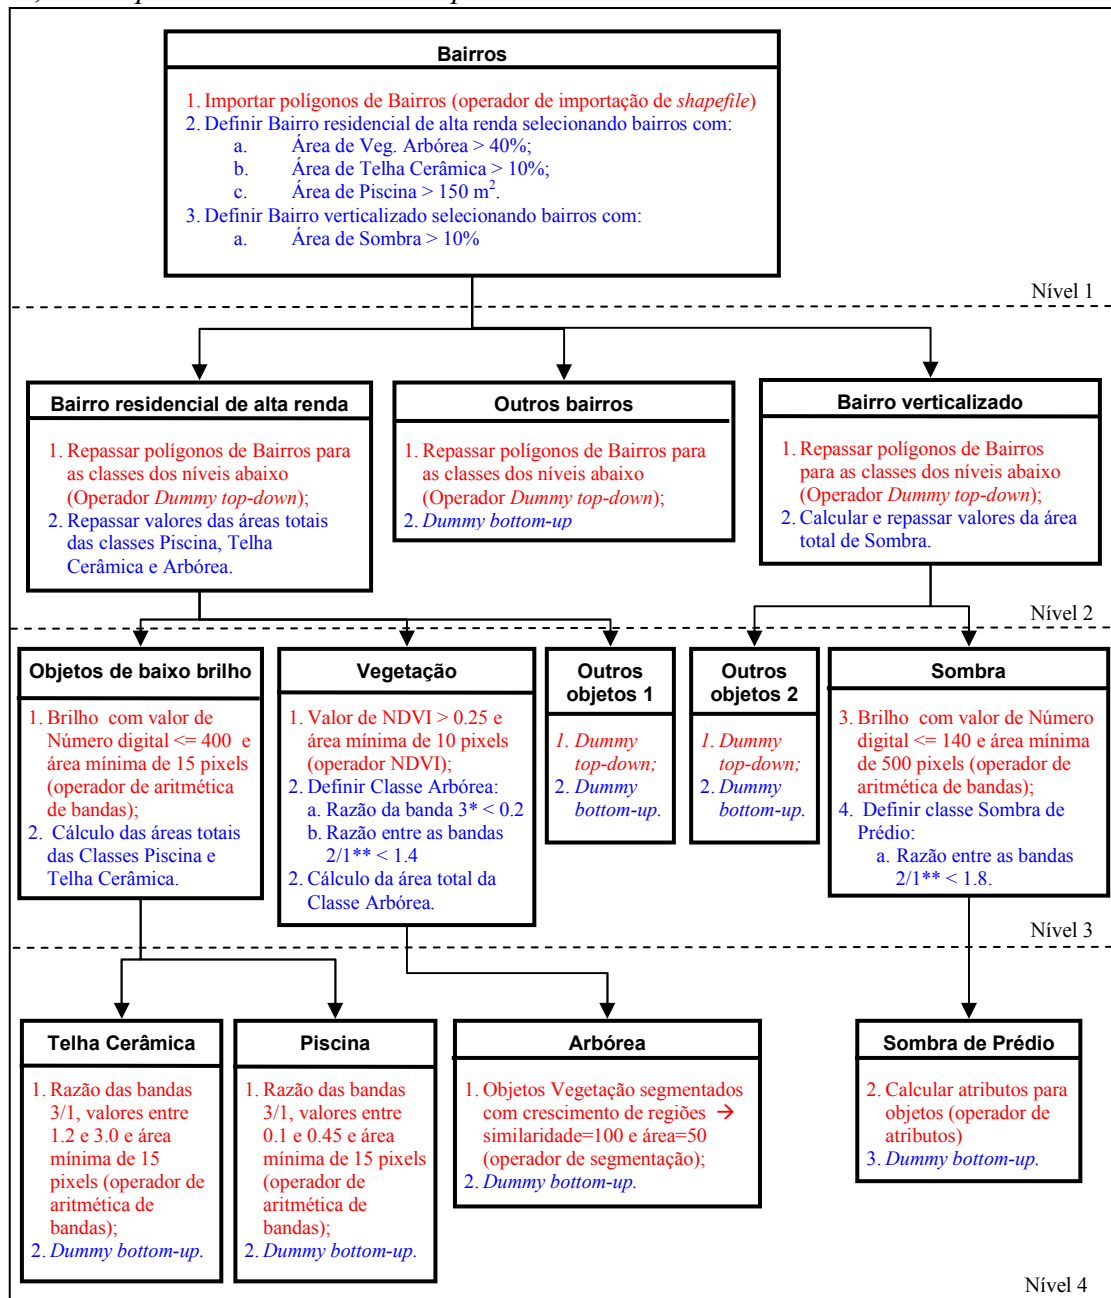 Bairros
1. Importar polígonos de Bairros (operador de importação de shapefile)
2. Definir Bairro residencial de alta renda selecionando bairros com:
a. Área de Veg. Arbórea > 40%;
b. Área de Telha Cerâmica > 10%;
c. Área de Piscina > 150 m².
3. Definir Bairro verticalizado selecionando bairros com:
a. Área de Sombra > 10%
Nível 1
Bairro residencial de alta renda
1. Repassar polígonos de Bairros para
as classes dos níveis abaixo
(Operador Dummy top-down);
2. Repassar valores das áreas totais
das classes Piscina, Telha
Cerâmica e Arbórea.
Outros bairros
1. Repassar polígonos de Bairros para
as classes dos níveis abaixo
(Operador Dummy top-down);
2. Dummy bottom-up
Bairro verticalizado
1. Repassar polígonos de Bairros
para as classes dos níveis abaixo
(Operador Dummy top-down);
2. Calcular e repassar valores da área
total de Sombra.
Nível 2
Objetos de baixo brilho
1. Brilho com valor de
Número digital <= 400 e
área mínima de 15 pixels
(operador de aritmética
de bandas);
2. Cálculo das áreas totais
das Classes Piscina e
Telha Cerâmica.
Vegetação
1. Valor de NDVI > 0.25 e
área mínima de 10 pixels
(operador NDVI);
2. Definir Classe Arbórea:
a. Razão da banda 3* < 0.2
b. Razão entre as bandas
2/1** < 1.4
2. Cálculo da área total da
Classe Arbórea.
Outros
objetos 1
1. Dummy
top-down;
2. Dummy
bottom-up.
Outros
objetos 2
1. Dummy
top-down;
2. Dummy
bottom-up.
Sombra
3. Brilho com valor de Número
digital <= 140 e área mínima
de 500 pixels (operador de
aritmética de bandas);
4. Definir classe Sombra de
Prédio:
a. Razão entre as bandas
2/1** < 1.8.
Nível 3
Telha Cerâmica
1. Razão das bandas
3/1, valores entre
1.2 e 3.0 e área
mínima de 15
pixels (operador de
aritmética de
bandas);
2. Dummy bottom-up.
Piscina
1. Razão das bandas
3/1, valores entre
0.1 e 0.45 e área
mínima de 15 pixels
(operador de
aritmética de
bandas);
2. Dummy bottom-up.
Arbórea
1. Objetos Vegetação segmentados
com crescimento de regiões →
similaridade=100 e área=50
(operador de segmentação);
2. Dummy bottom-up.
Sombra de Prédio
2. Calcular atributos para
objetos (operador de
atributos)
3. Dummy bottom-up.
Nível 4